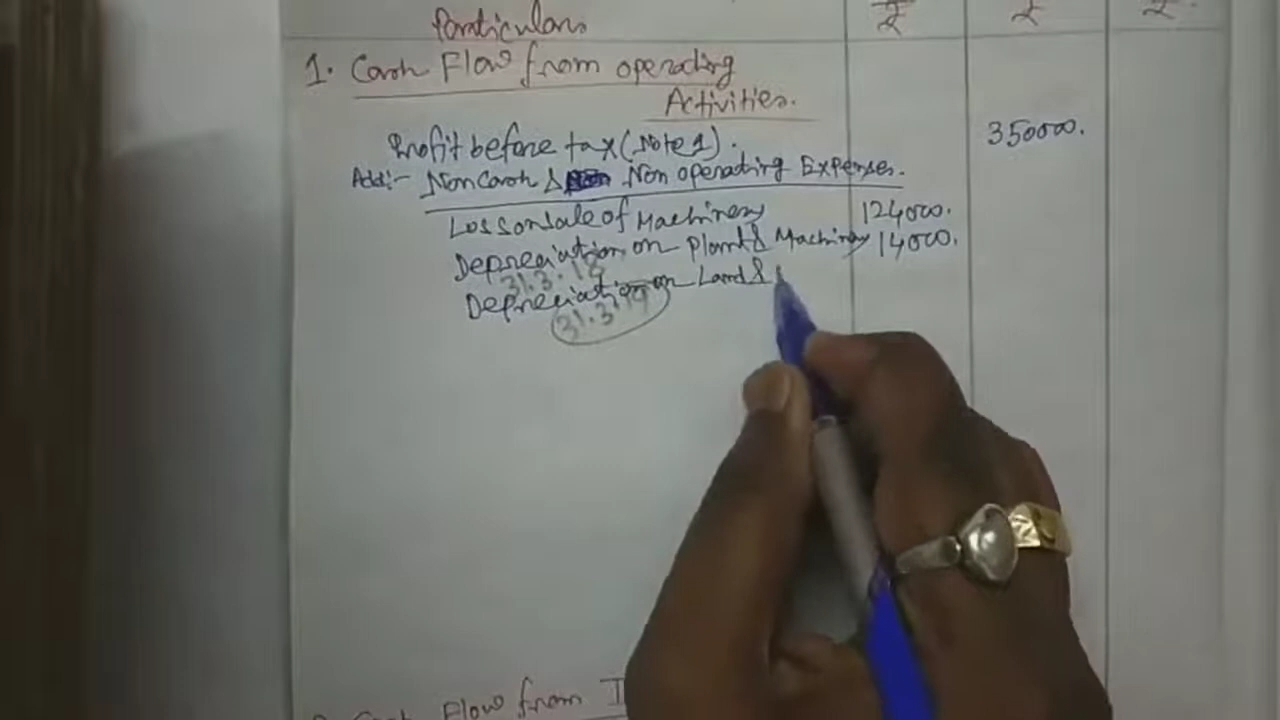 Particulars ₹ ₹ ₹
1. Cash Flow from operating
Activities.
Profit before tax (Note 1). 350000.
Add:- Non Cash & Non operating Expenses.
Loss on sale of Machinery 124000.
Depreciation on Plant & Machinery 14000.
31.3.18
Depreciation on Land &
31.3.19
Cash Flow from I